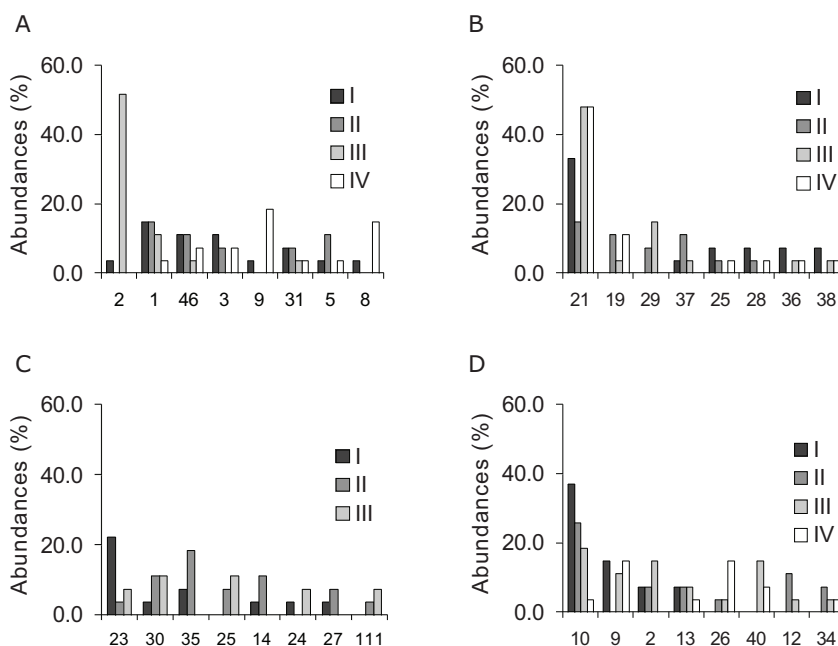 A
Abundances (%)
60.0
40.0
20.0
0.0
I
II
III
IV
2 1 46 3 9 31 5 8
B
Abundances (%)
60.0
40.0
20.0
0.0
I
II
III
IV
21 19 29 37 25 28 36 38
C
Abundances (%)
60.0
40.0
20.0
0.0
I
II
III
23 30 35 25 14 24 27 111
D
Abundances (%)
60.0
40.0
20.0
0.0
I
II
III
IV
10 9 2 13 26 40 12 34